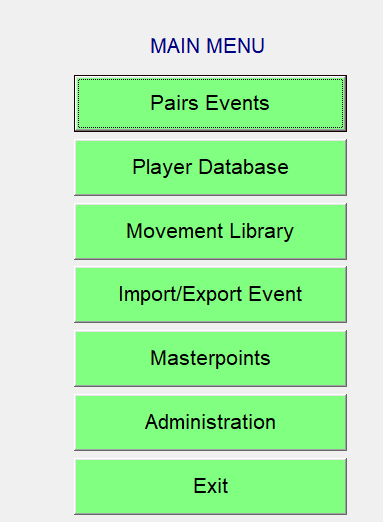 MAIN MENU
Pairs Events
Player Database
Movement Library
Import/Export Event
Masterpoints
Administration
Exit